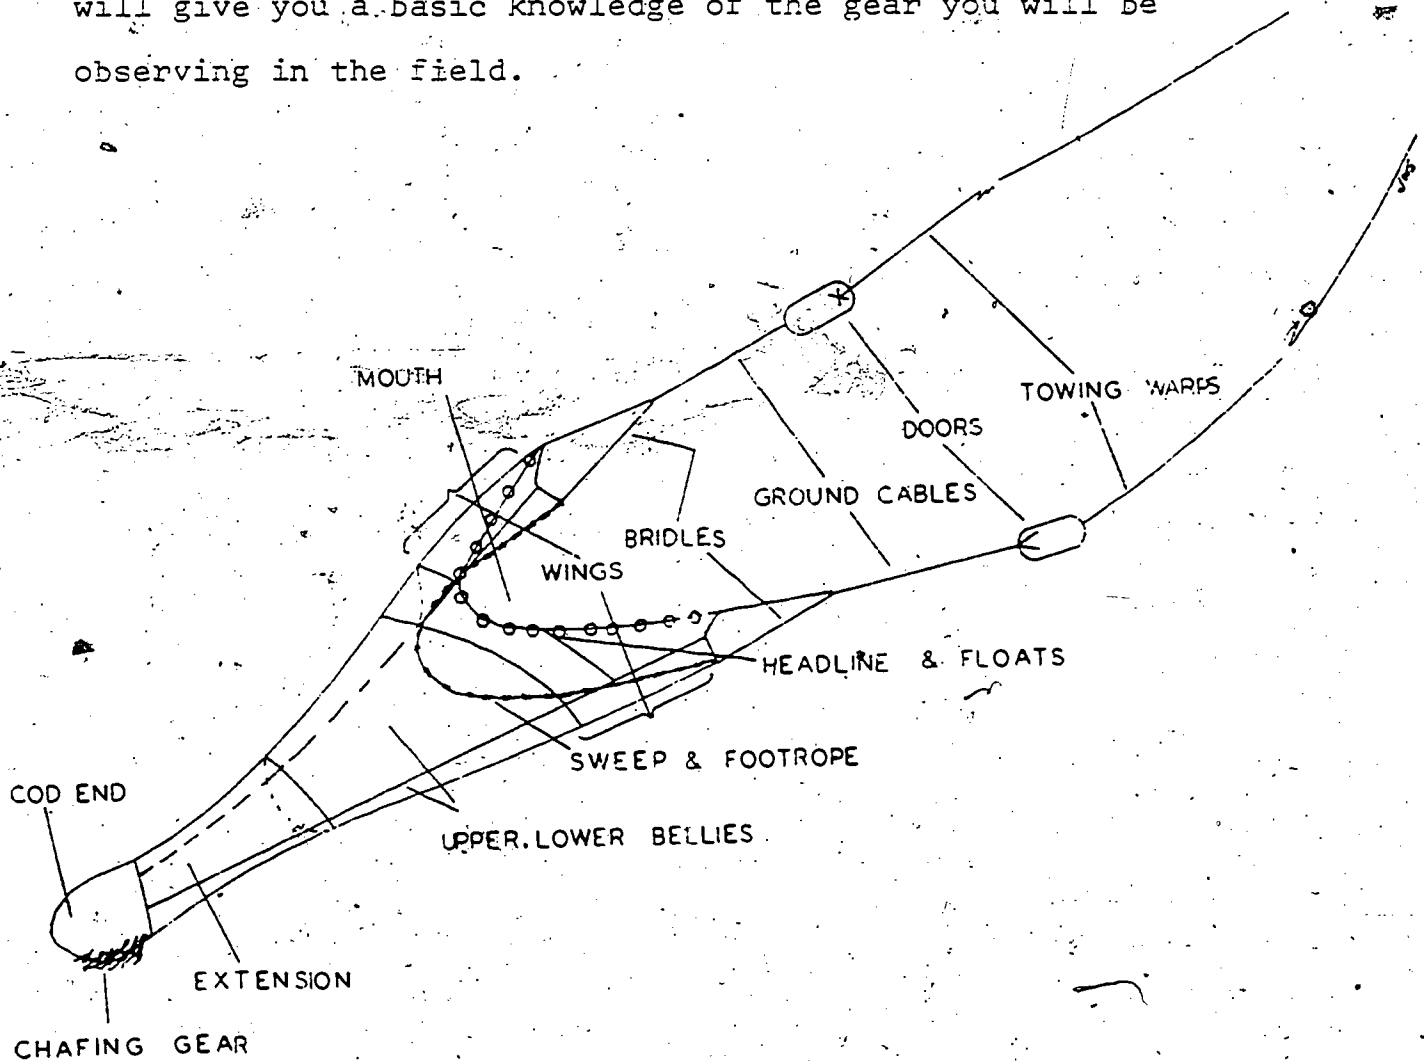 will give you a basic knowledge of the gear you will be
observing in the field.
MOUTH
TOWING WARPS
DOORS
GROUND CABLES
BRIDLES
WINGS
HEADLINE & FLOATS
SWEEP & FOOTROPE
COD END
UPPER, LOWER BELLIES
EXTENSION
CHAFING GEAR